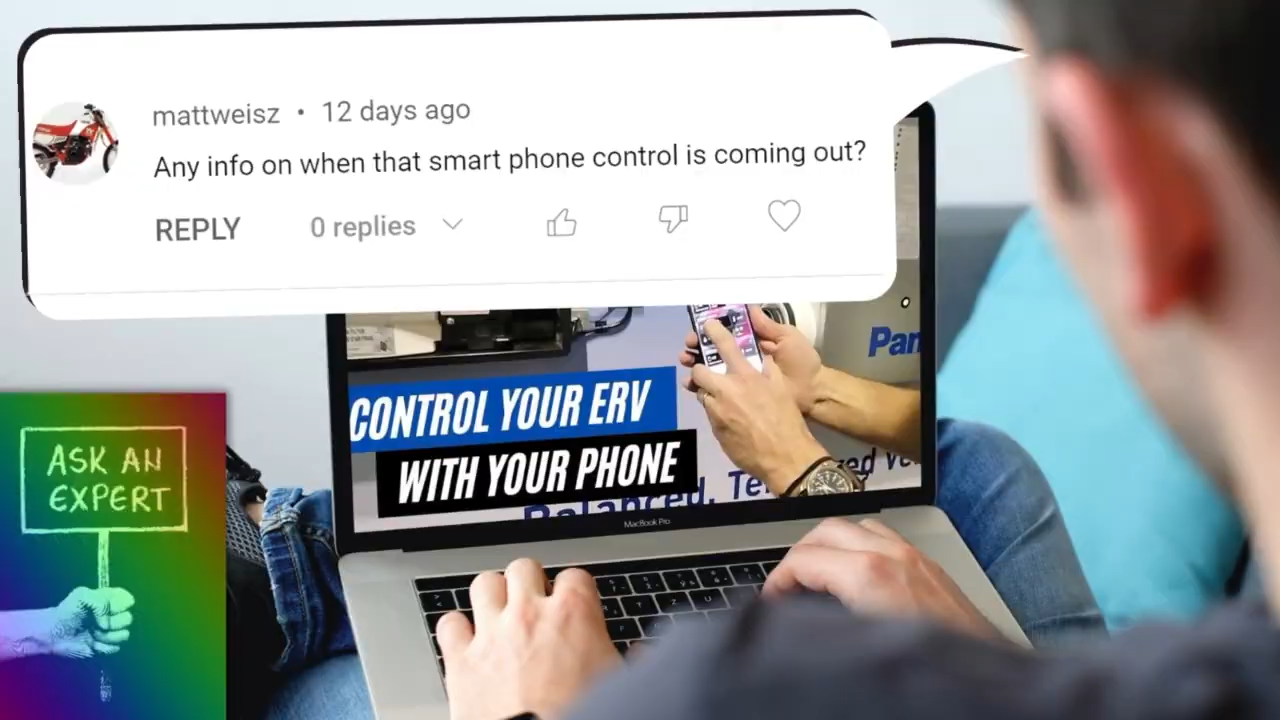 mattweisz • 12 days ago
Any info on when that smart phone control is coming out?
REPLY 0 replies
Pan
CONTROL YOUR ERV
WITH YOUR PHONE
Balanced,
MacBook Pro
ASK AN
EXPERT